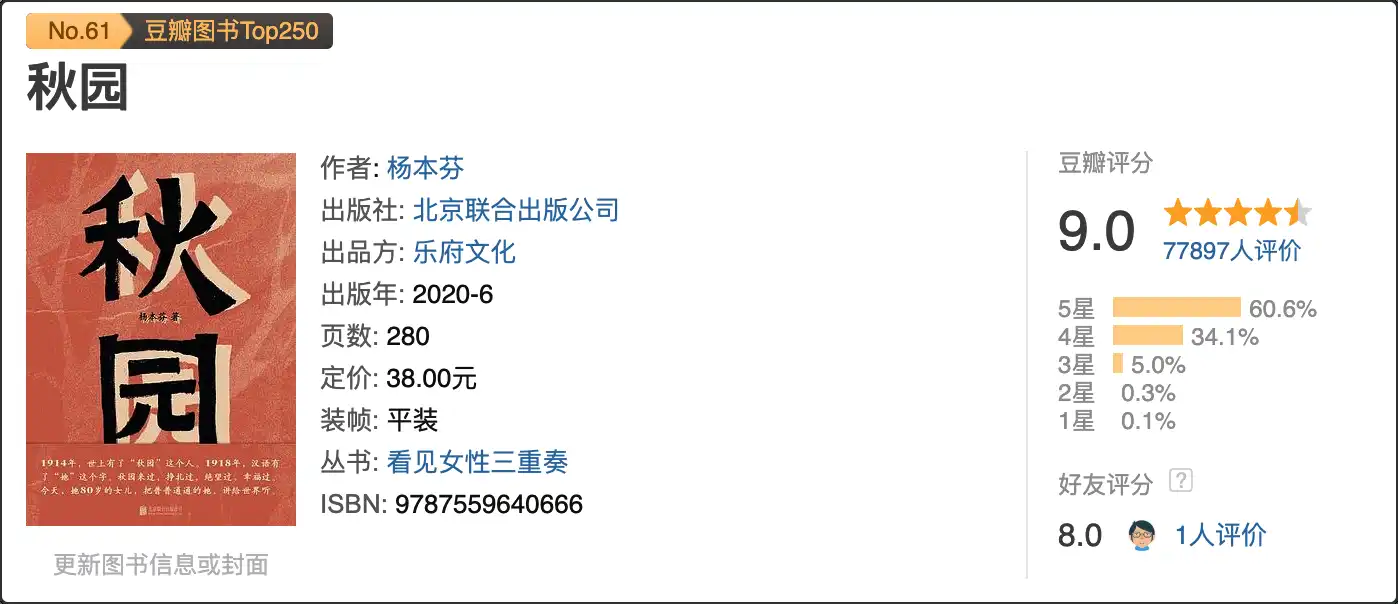 No.61 豆瓣图书Top250
秋园
秋
杨本芬 著
园
1914年，世上有了“秋园”这个人。1918年，汉语有
了“她”这个字。秋园来过，挣扎过，绝望过，幸福过。
今天，她80岁的女儿，把普普通通的她，讲给世界听。
更新图书信息或封面
作者: 杨本芬
出版社: 北京联合出版公司
出品方: 乐府文化
出版年: 2020-6
页数: 280
定价: 38.00元
装帧: 平装
丛书: 看见女性三重奏
ISBN: 9787559640666
豆瓣评分
9.0
77897人评价
5星 60.6%
4星 34.1%
3星 5.0%
2星 0.3%
1星 0.1%
好友评分 ?
8.0 1人评价